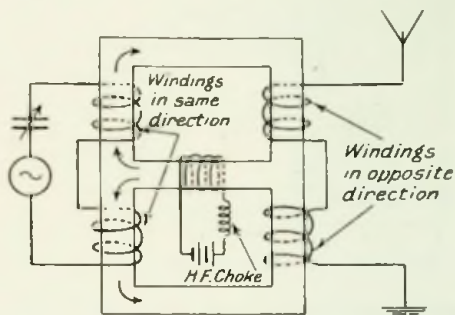 Windings
in same
direction
Windings
in opposite
direction
H.F. Choke